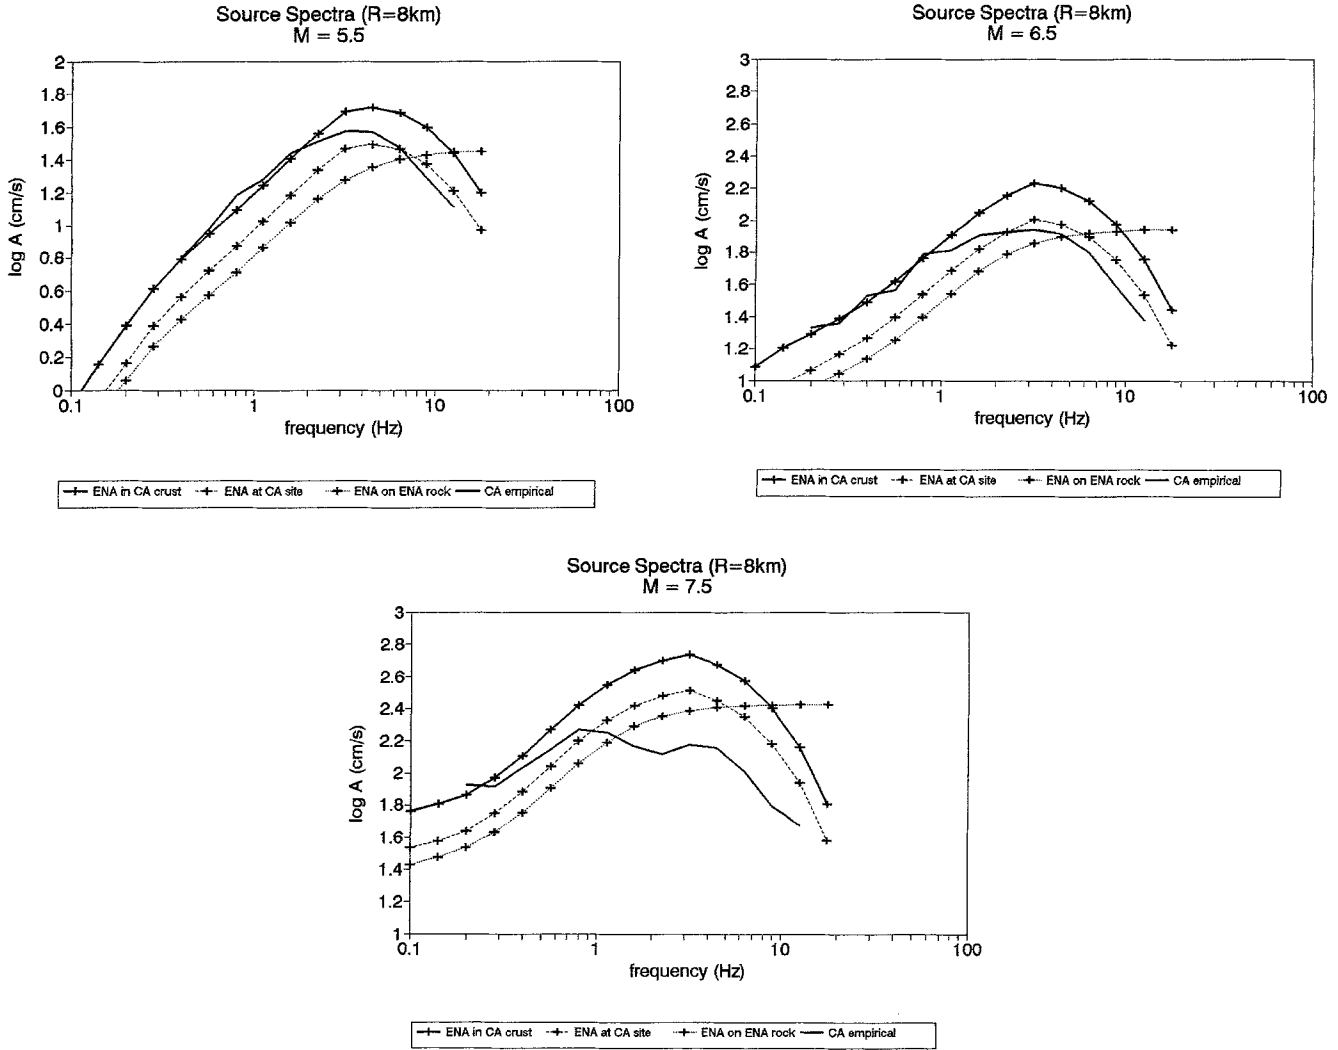 Source Spectra (R=8km)
M = 5.5
2
1.8
1.6
1.4
1.2
1
0.8
0.6
0.4
0.2
0
log A (cm/s)
0.1
1
10
100
frequency (Hz)
ENA in CA crust
ENA at CA site
ENA on ENA rock
CA empirical
Source Spectra (R=8km)
M = 6.5
3
2.8
2.6
2.4
2.2
2
1.8
1.6
1.4
1.2
1
log A (cm/s)
0.1
1
10
100
frequency (Hz)
ENA in CA crust
ENA at CA site
ENA on ENA rock
CA empirical
Source Spectra (R=8km)
M = 7.5
3
2.8
2.6
2.4
2.2
2
1.8
1.6
1.4
1.2
1
log A (cm/s)
0.1
1
10
100
frequency (Hz)
ENA in CA crust
ENA at CA site
ENA on ENA rock
CA empirical